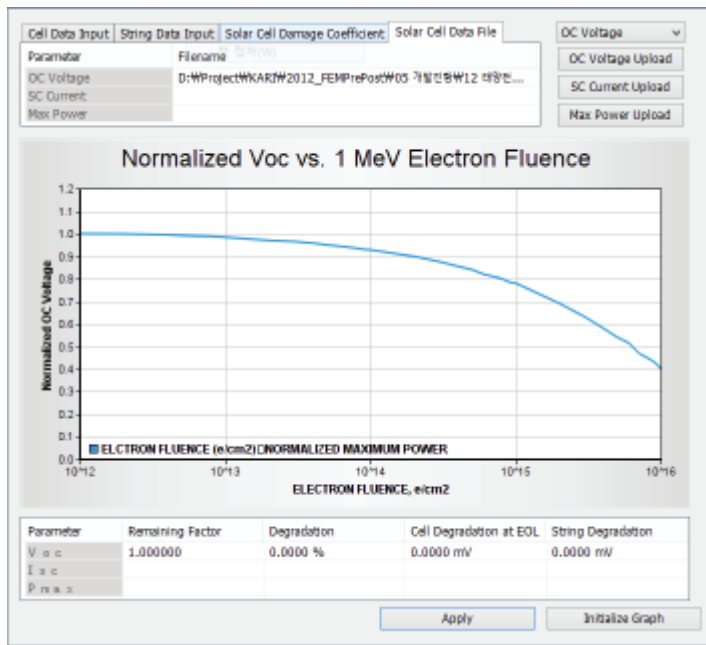 Cell Data Input String Data Input Solar Cell Damage Coefficient Solar Cell Data File OC Voltage
Parameter Filename OC Voltage Upload
OC Voltage D:₩Project₩KARI₩2012_FEMPrePost₩05 개발진행₩12 태양전...
SC Current SC Current Upload
Max Power Max Power Upload
Normalized Voc vs. 1 MeV Electron Fluence
Normalized OC Voltage
1.2
1.1
1.0
0.9
0.8
0.7
0.6
0.5
0.4
0.3
0.2
0.1
0.0
ELCTRON FLUENCE (e/cm2)□NORMALIZED MAXIMUM POWER
10^12 10^13 10^14 10^15 10^16
ELECTRON FLUENCE, e/cm2
Parameter Remaining Factor Degradation Cell Degradation at EOL String Degradation
V o c 1.000000 0.0000 % 0.0000 mV 0.0000 mV
I s c
P m a x
Apply Initialize Graph